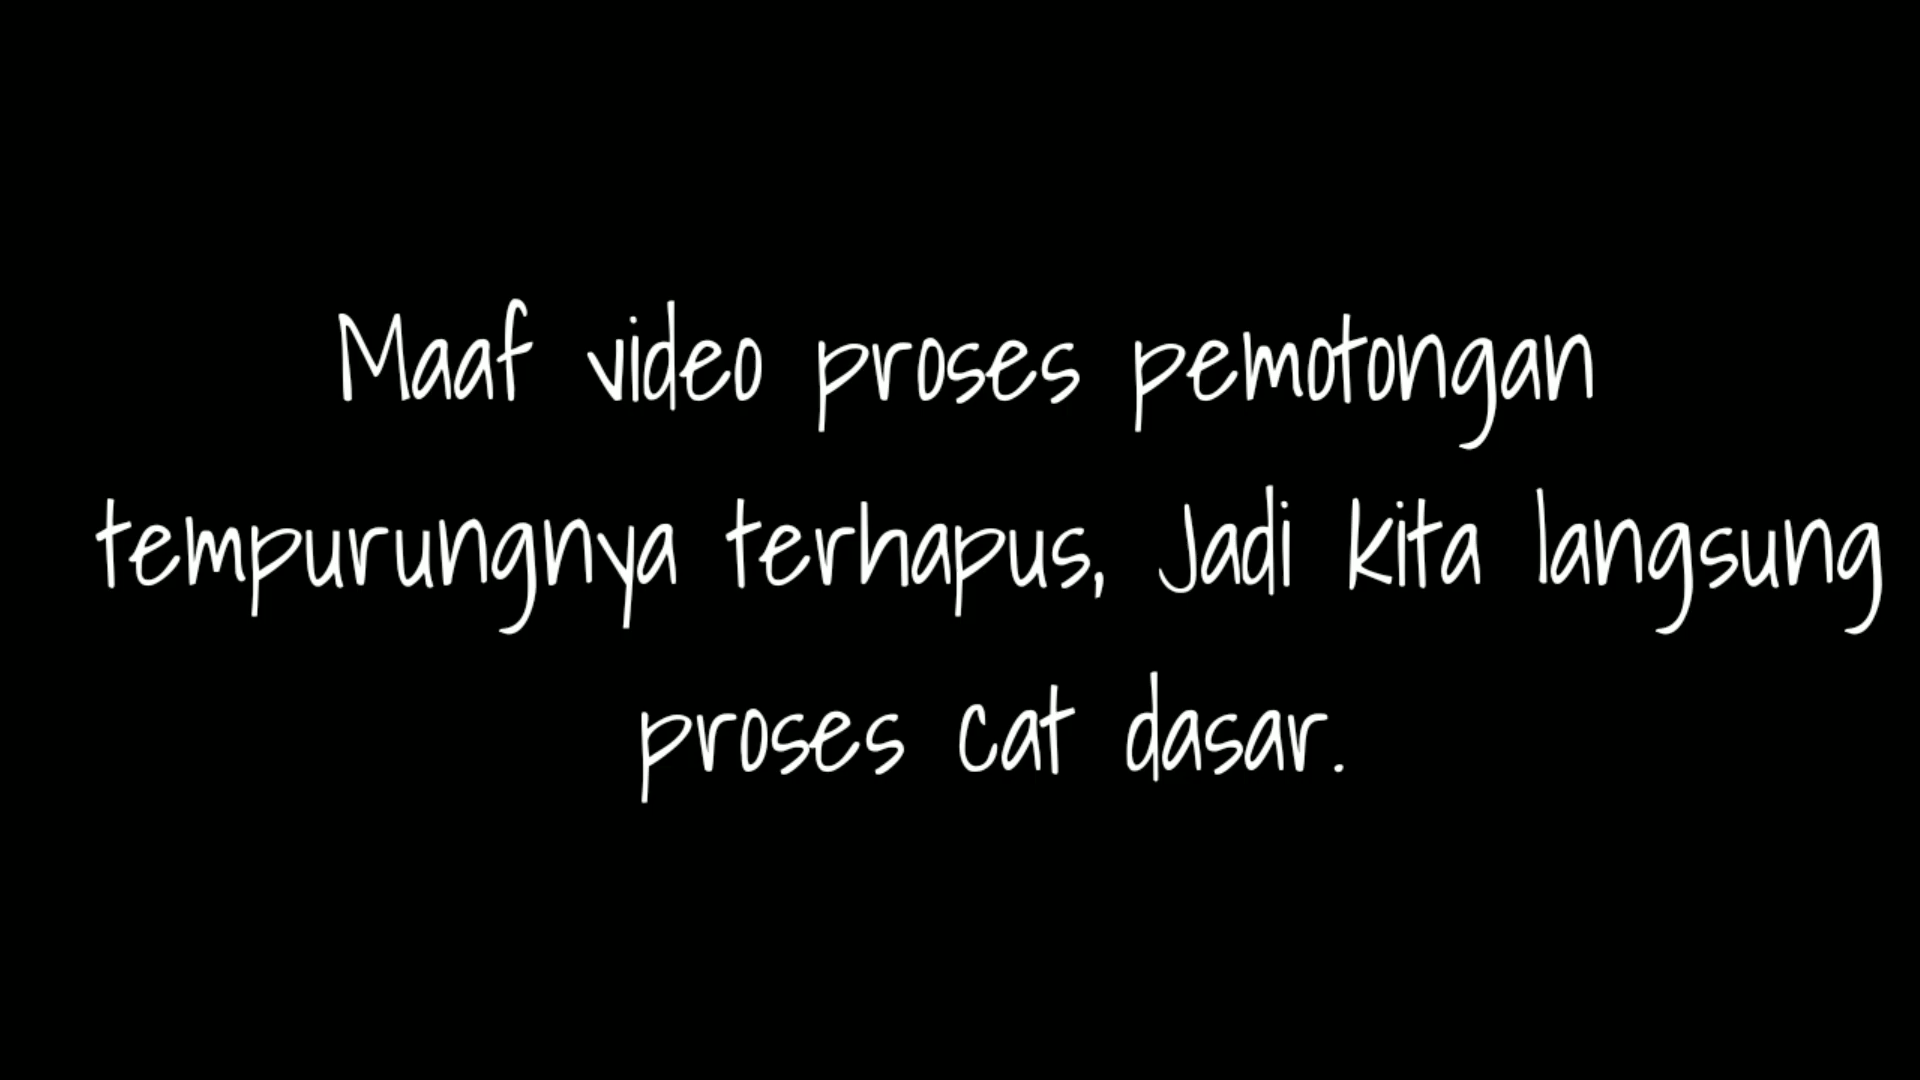 Maaf video proses pemotongan
tempurungnya terhapus, Jadi kita langsung
proses cat dasar.